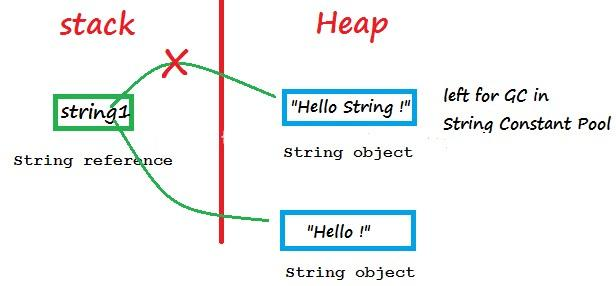 stack
Heap
string1
"Hello String !"
left for GC in
String Constant Pool
String reference
String object
"Hello !"
String object